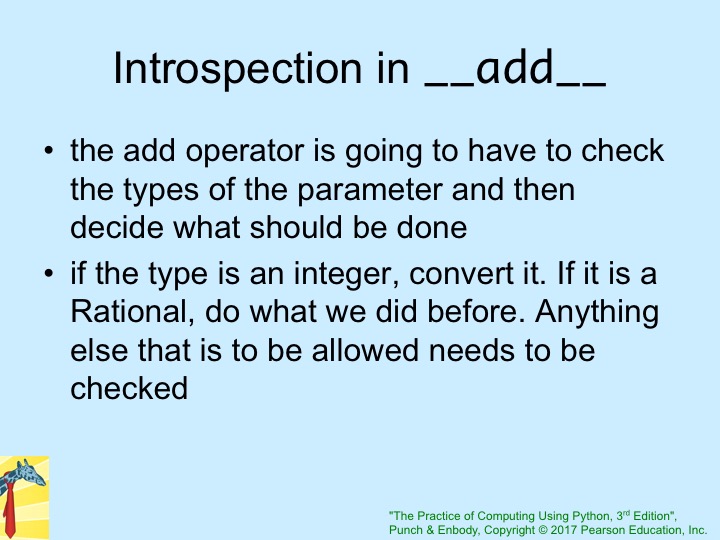 Introspection in __add__
• the add operator is going to have to check
the types of the parameter and then
decide what should be done
• if the type is an integer, convert it. If it is a
Rational, do what we did before. Anything
else that is to be allowed needs to be
checked
"The Practice of Computing Using Python, 3rd Edition",
Punch & Enbody, Copyright © 2017 Pearson Education, Inc.